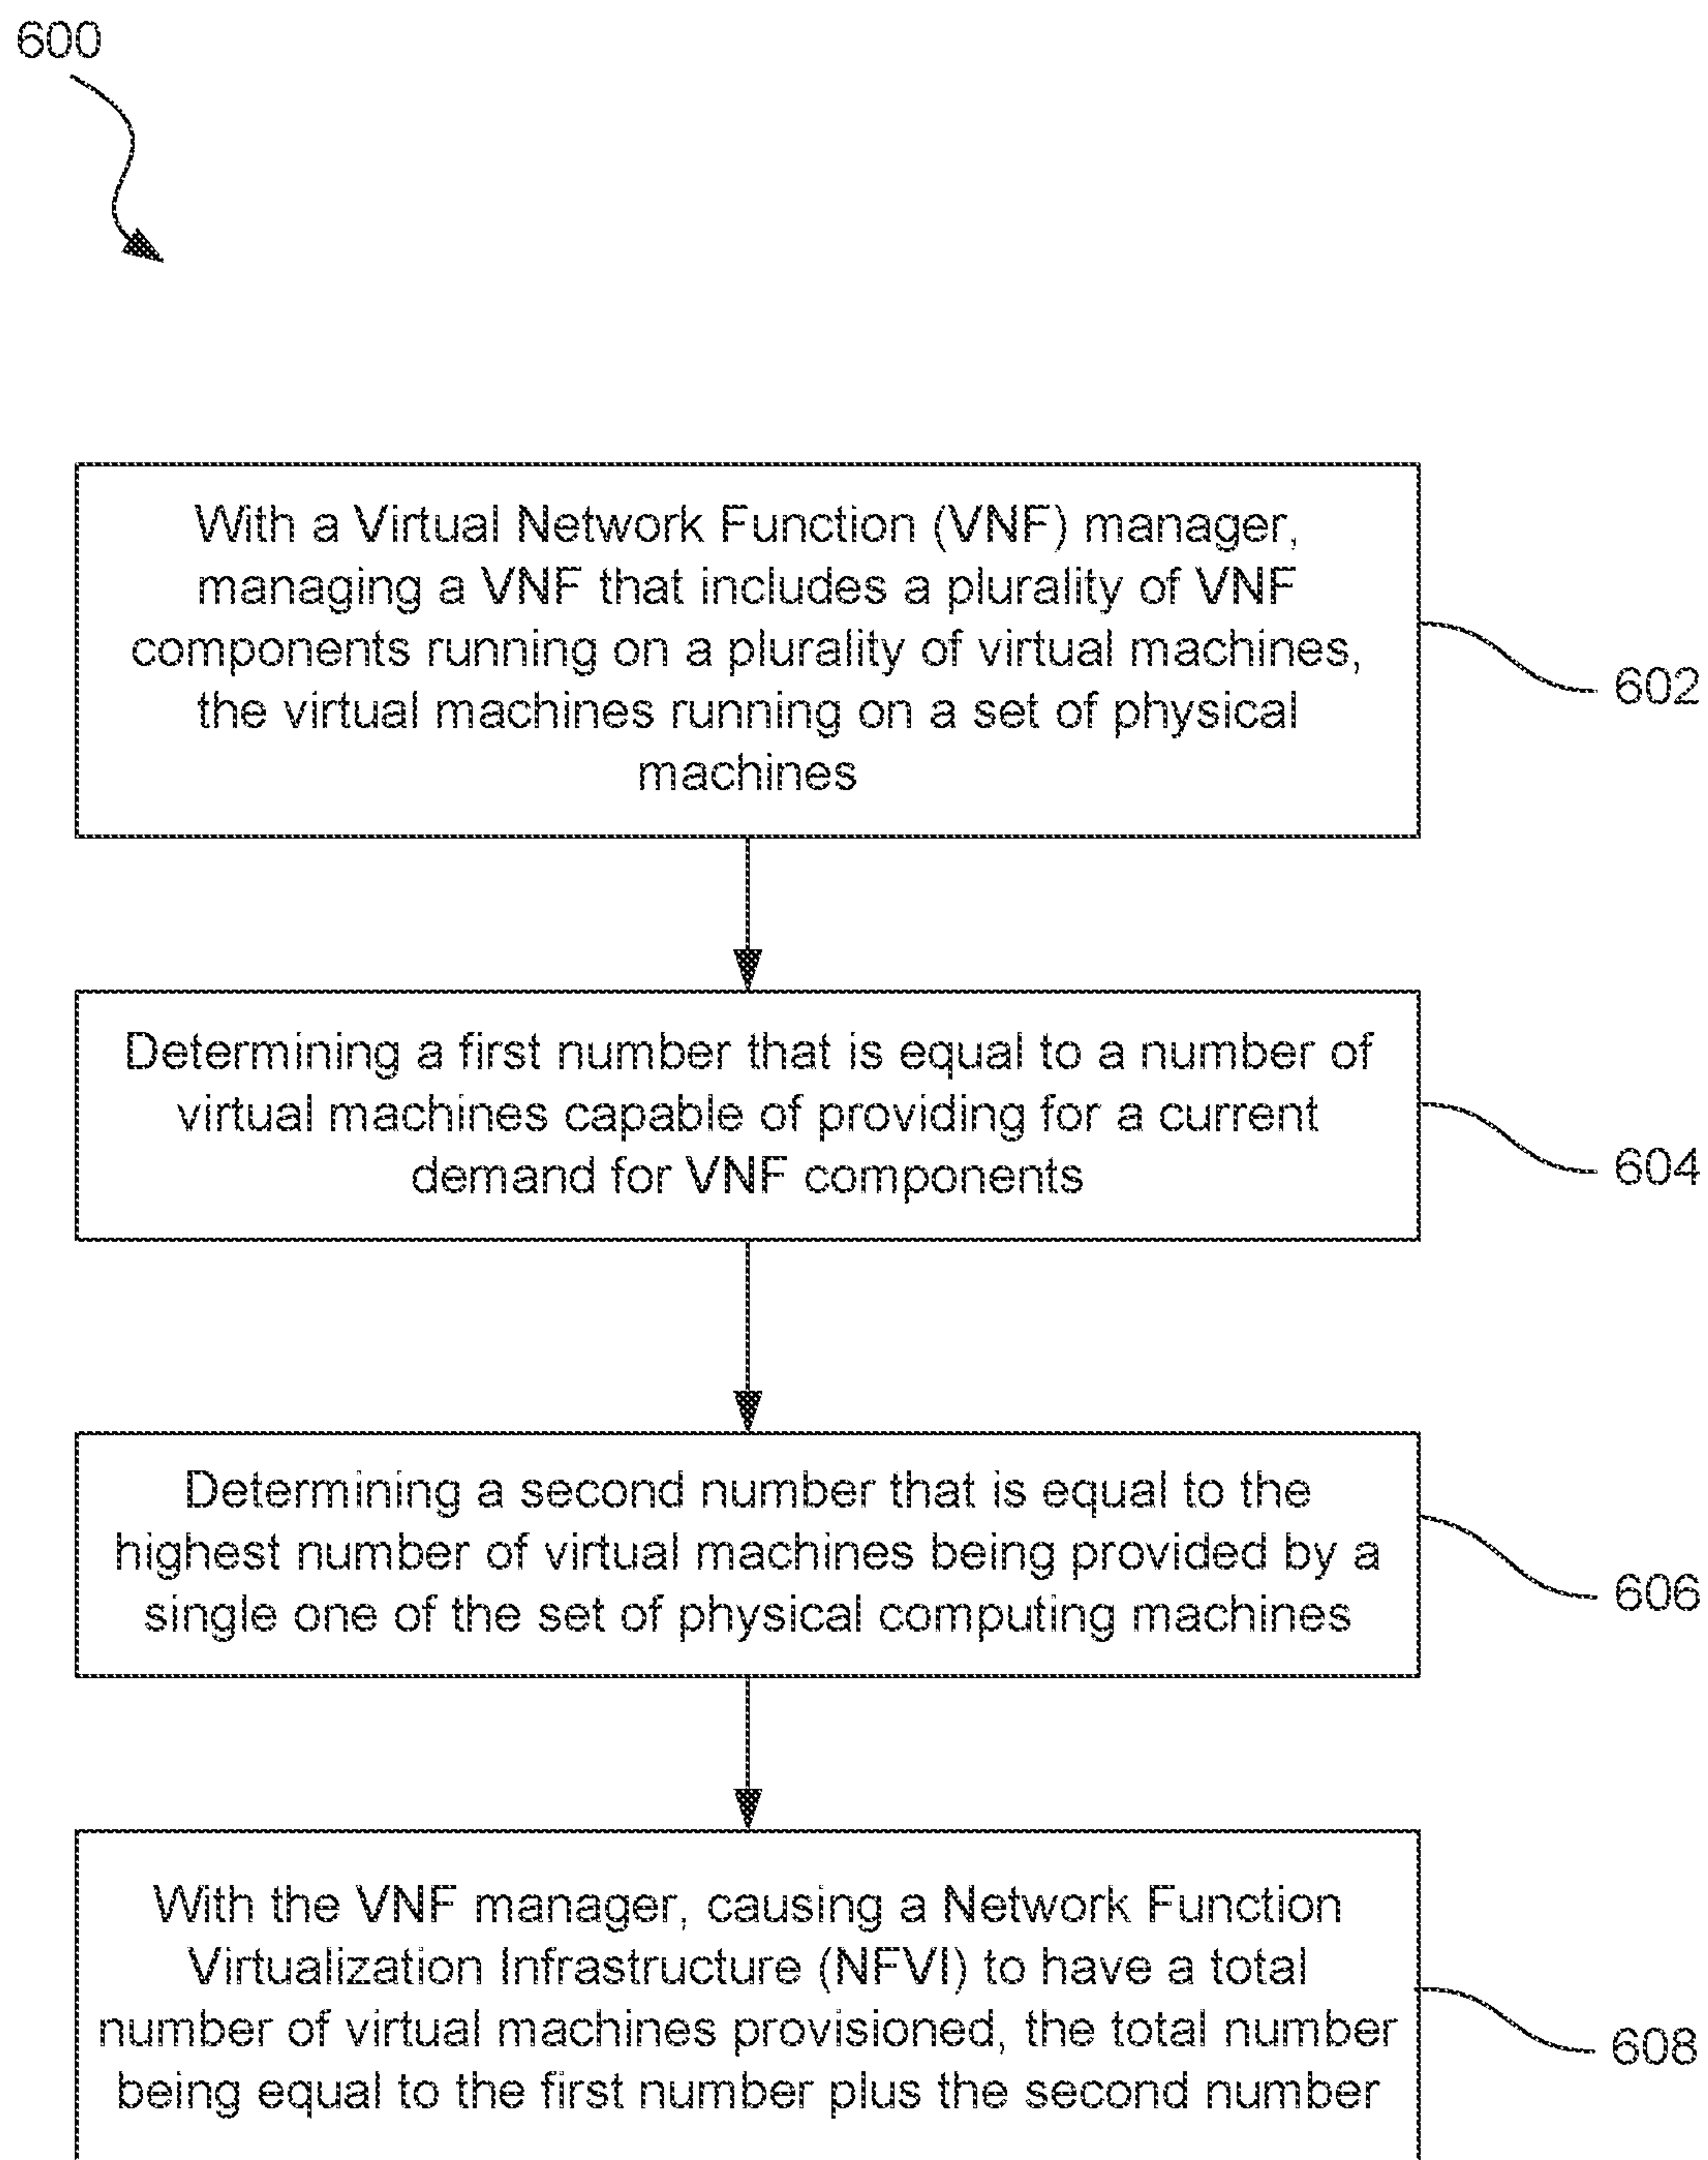 600
With a Virtual Network Function (VNF) manager,
managing a VNF that includes a plurality of VNF
components running on a plurality of virtual machines,
the virtual machines running on a set of physical
machines
602
Determining a first number that is equal to a number of
virtual machines capable of providing for a current
demand for VNF components
604
Determining a second number that is equal to the
highest number of virtual machines being provided by a
single one of the set of physical computing machines
606
With the VNF manager, causing a Network Function
Virtualization Infrastructure (NFVI) to have a total
number of virtual machines provisioned, the total number
being equal to the first number plus the second number
608